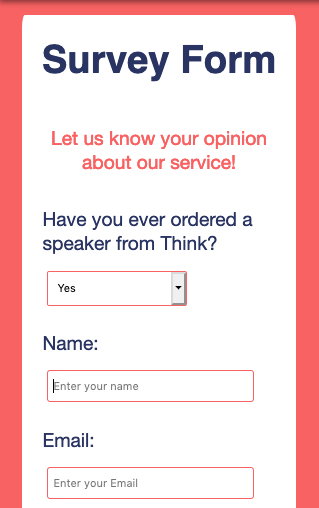 Survey Form
Let us know your opinion
about our service!
Have you ever ordered a
speaker from Think?
Yes
Name:
Enter your name
Email:
Enter your Email